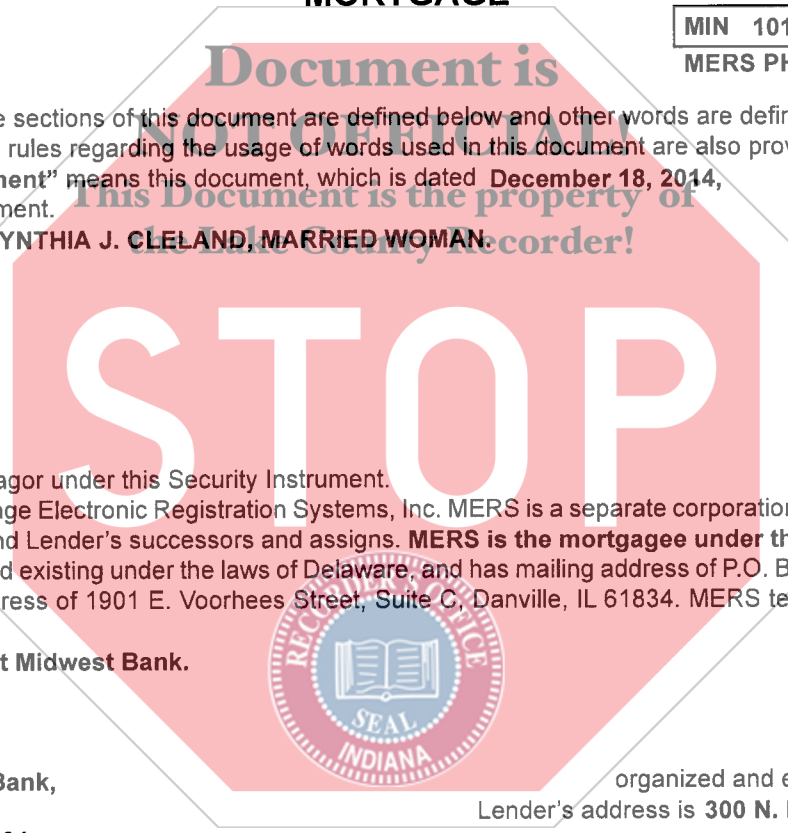 MORTGAGE
MIN 101
MERS PH
Document is
e sections of this document are defined below and other words are defin
NOT OFFICIAL!
rules regarding the usage of words used in this document are also prov
ment" means this document, which is dated December 18, 2014,
This Document is the property of
ment.
YNTHIA J. CLELAND, MARRIED WOMAN.
the Lake County Recorder!
STOP
agor under this Security Instrument.
age Electronic Registration Systems, Inc. MERS is a separate corporation
nd Lender's successors and assigns. MERS is the mortgagee under th
d existing under the laws of Delaware, and has mailing address of P.O. B
ress of 1901 E. Voorhees Street, Suite C, Danville, IL 61834. MERS te
RECORDER'S OFFICE
t Midwest Bank.
SEAL
INDIANA
Bank,
organized and e
Lender's address is 300 N.